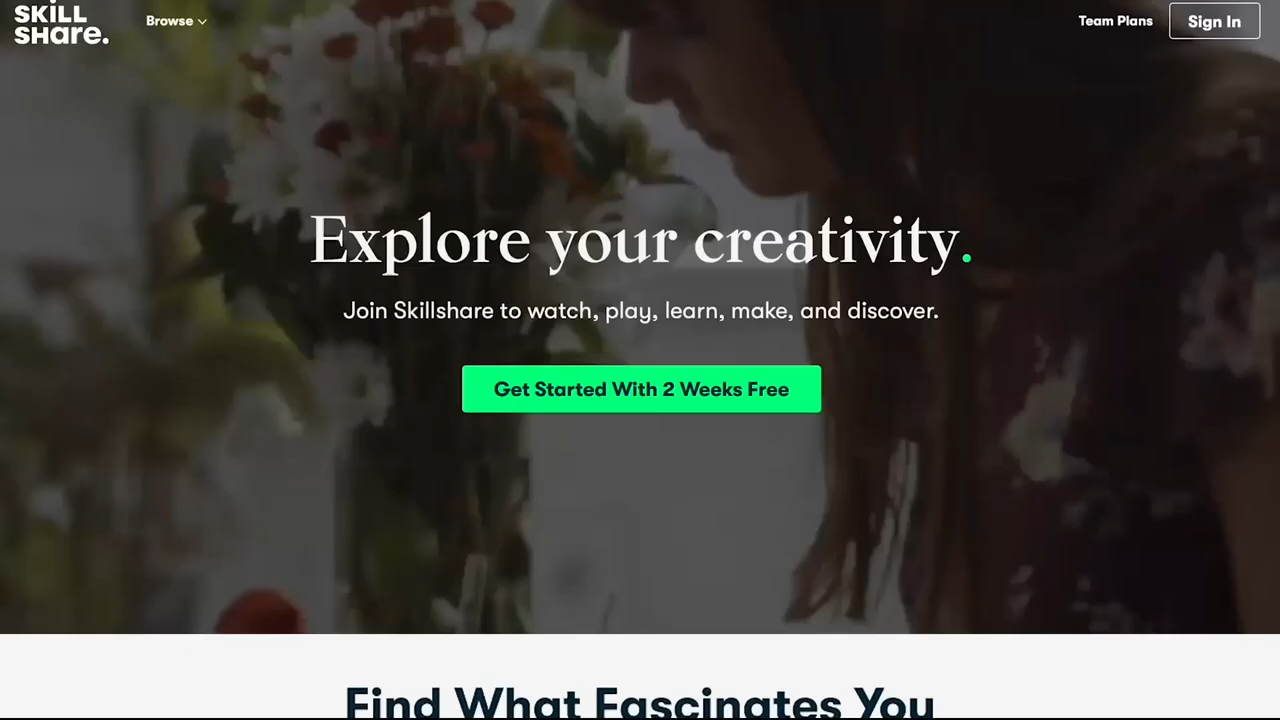 SKiLL
SHare.
Browse
Team Plans
Sign In
Explore your creativity.
Join Skillshare to watch, play, learn, make, and discover.
Get Started With 2 Weeks Free
Find What Fascinates You